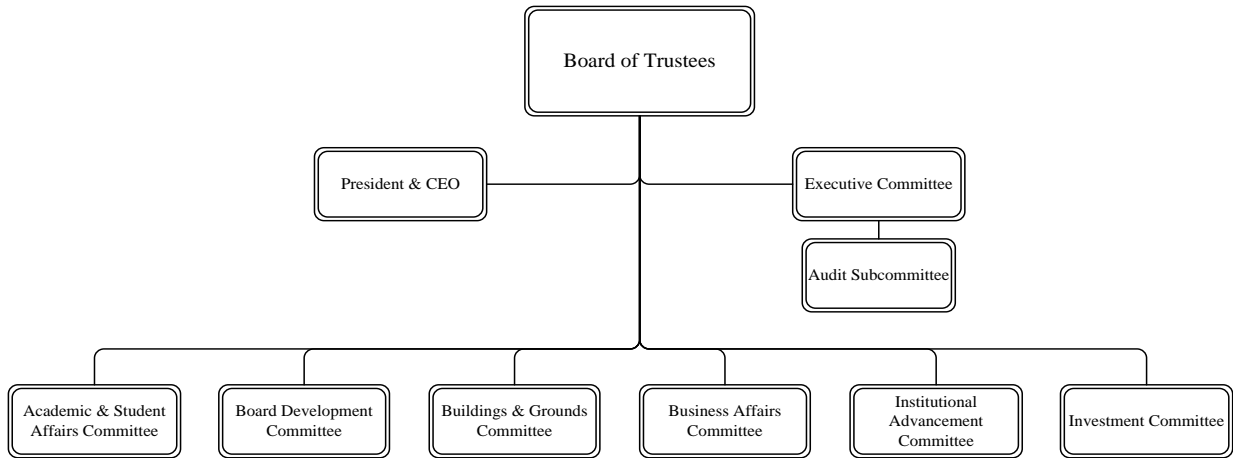 Board of Trustees
President & CEO
Executive Committee
Audit Subcommittee
Academic & Student
Affairs Committee
Board Development
Committee
Buildings & Grounds
Committee
Business Affairs
Committee
Institutional
Advancement
Committee
Investment Committee